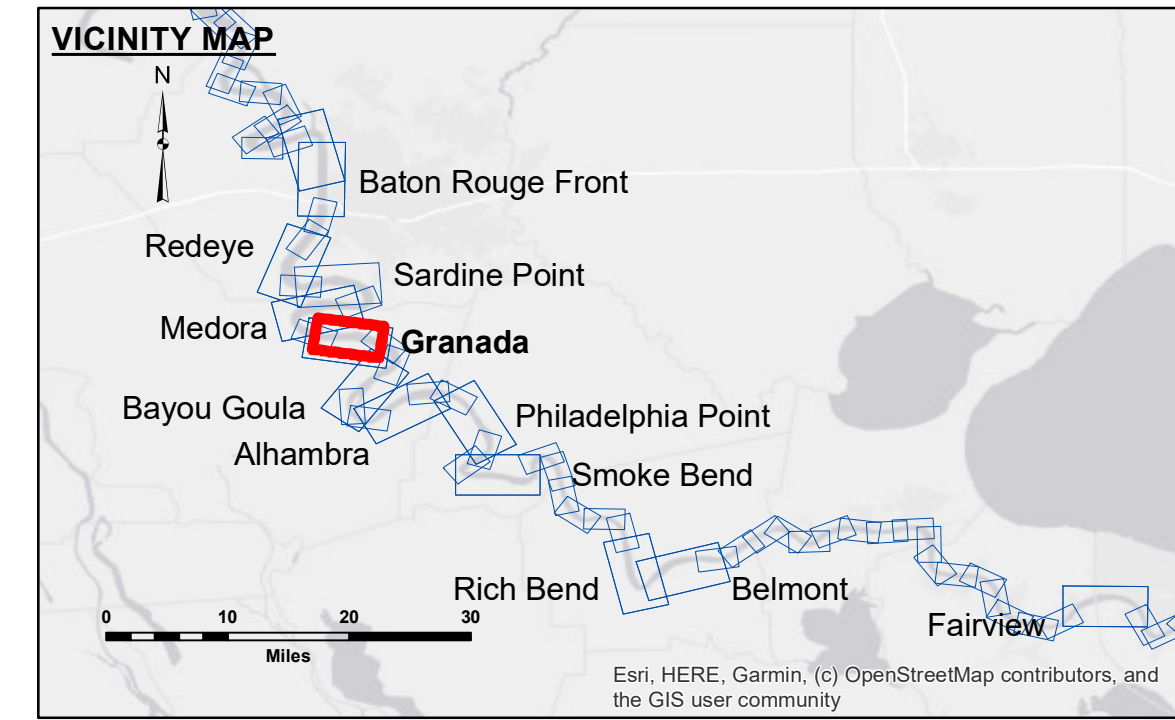 VICINITY MAP
N
Baton Rouge Front
Redeye
Sardine Point
Medora
Granada
Bayou Goula
Philadelphia Point
Alhambra
Smoke Bend
Rich Bend
Belmont
Fairview
0 10 20 30
Miles
Esri, HERE, Garmin, (c) OpenStreetMap contributors, and
the GIS user community